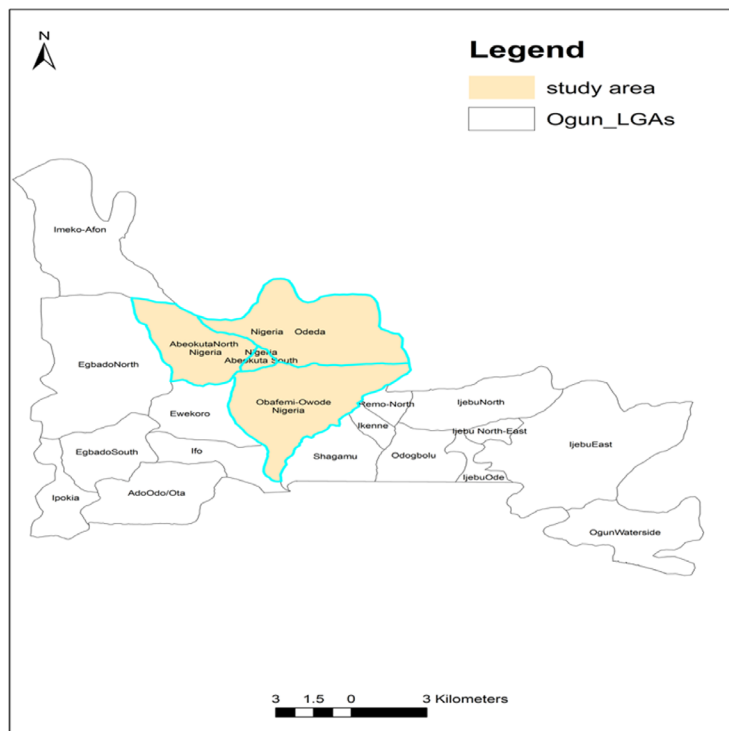 N
Legend
study area
Ogun_LGAs
Imeko-Afon
Nigeria Odeda
AbeokutaNorth
Nigeria
Nigeria
Abeokuta South
EgbadoNorth
Obafemi-Owode
Nigeria
Remo-North
IjebuNorth
Ewekoro
Ikenne
Ijebu North-East
IjebuEast
EgbadoSouth
Ifo
Shagamu
Odogbolu
IjebuOde
Ipokia
AdoOdo/Ota
OgunWaterside
3 1.5 0 3 Kilometers